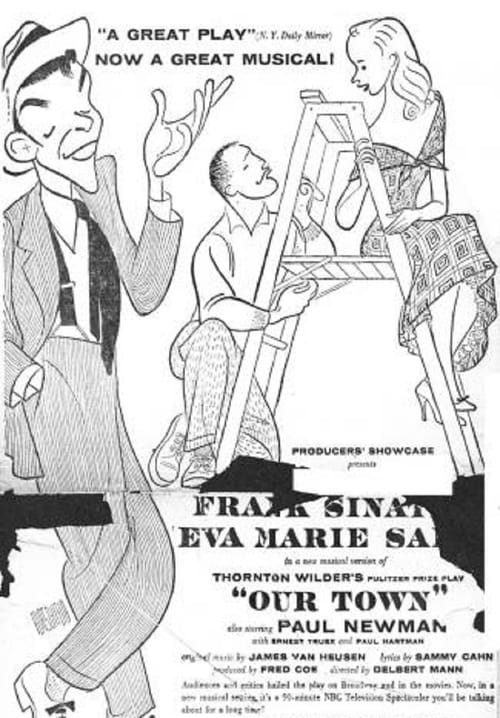 "A GREAT PLAY" (N. Y. Daily Mirror)
NOW A GREAT MUSICAL!
PRODUCERS' SHOWCASE
presents
EVA MARIE
in a new musical version of
THORNTON WILDER'S PULITZER PRIZE PLAY
"OUR TOWN"
also starring PAUL NEWMAN
with ERNEST TRUEX and PAUL HARTMAN
original music by JAMES VAN HEUSEN lyrics by SAMMY CAHN
produced by FRED COE directed by DELBERT MANN
Audiences and critics hailed the play on Broadway and in the movies. Now, in a
new musical version, it's a 90-minute NBC Television Spectacular you'll be talking
about for a long time!